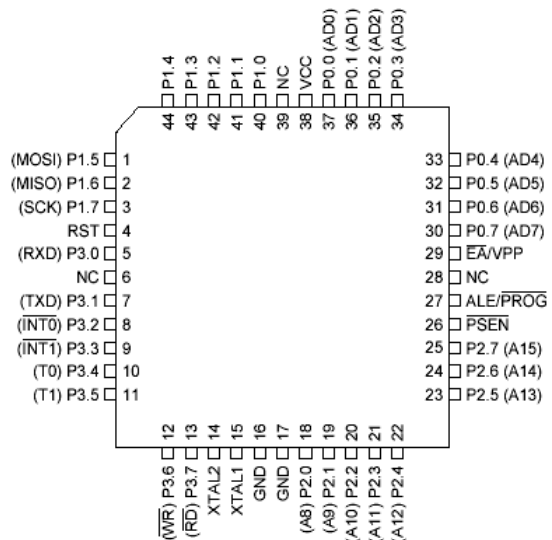 P1.4
P1.3
P1.2
P1.1
P1.0
NC
VCC
P0.0 (AD0)
P0.1 (AD1)
P0.2 (AD2)
P0.3 (AD3)
44
43
42
41
40
39
38
37
36
35
34
(MOSI) P1.5 1
(MISO) P1.6 2
(SCK) P1.7 3
RST 4
(RXD) P3.0 5
NC 6
(TXD) P3.1 7
(INT0) P3.2 8
(INT1) P3.3 9
(T0) P3.4 10
(T1) P3.5 11
33 P0.4 (AD4)
32 P0.5 (AD5)
31 P0.6 (AD6)
30 P0.7 (AD7)
29 EA/VPP
28 NC
27 ALE/PROG
26 PSEN
25 P2.7 (A15)
24 P2.6 (A14)
23 P2.5 (A13)
12
13
14
15
16
17
18
19
20
21
22
(WR) P3.6
(RD) P3.7
XTAL2
XTAL1
GND
GND
(A8) P2.0
(A9) P2.1
(A10) P2.2
(A11) P2.3
(A12) P2.4